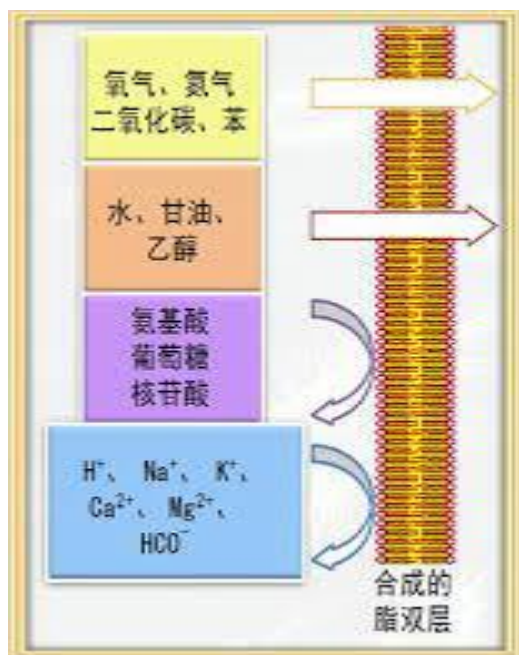 氧气、氮气
二氧化碳、苯
水、甘油、
乙醇
氨基酸
葡萄糖
核苷酸
H⁺、 Na⁺、 K⁺、
Ca²⁺、 Mg²⁺、
HCO⁻
合成的
脂双层